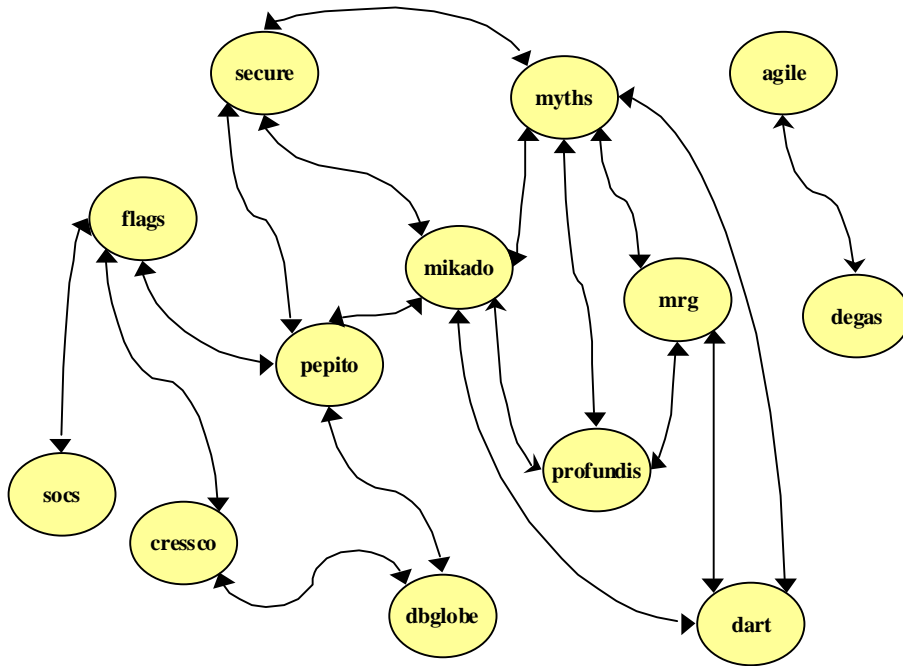 secure
agile
myths
flags
mikado
mrg
degas
pepito
profundis
socs
cressco
dbglobe
dart